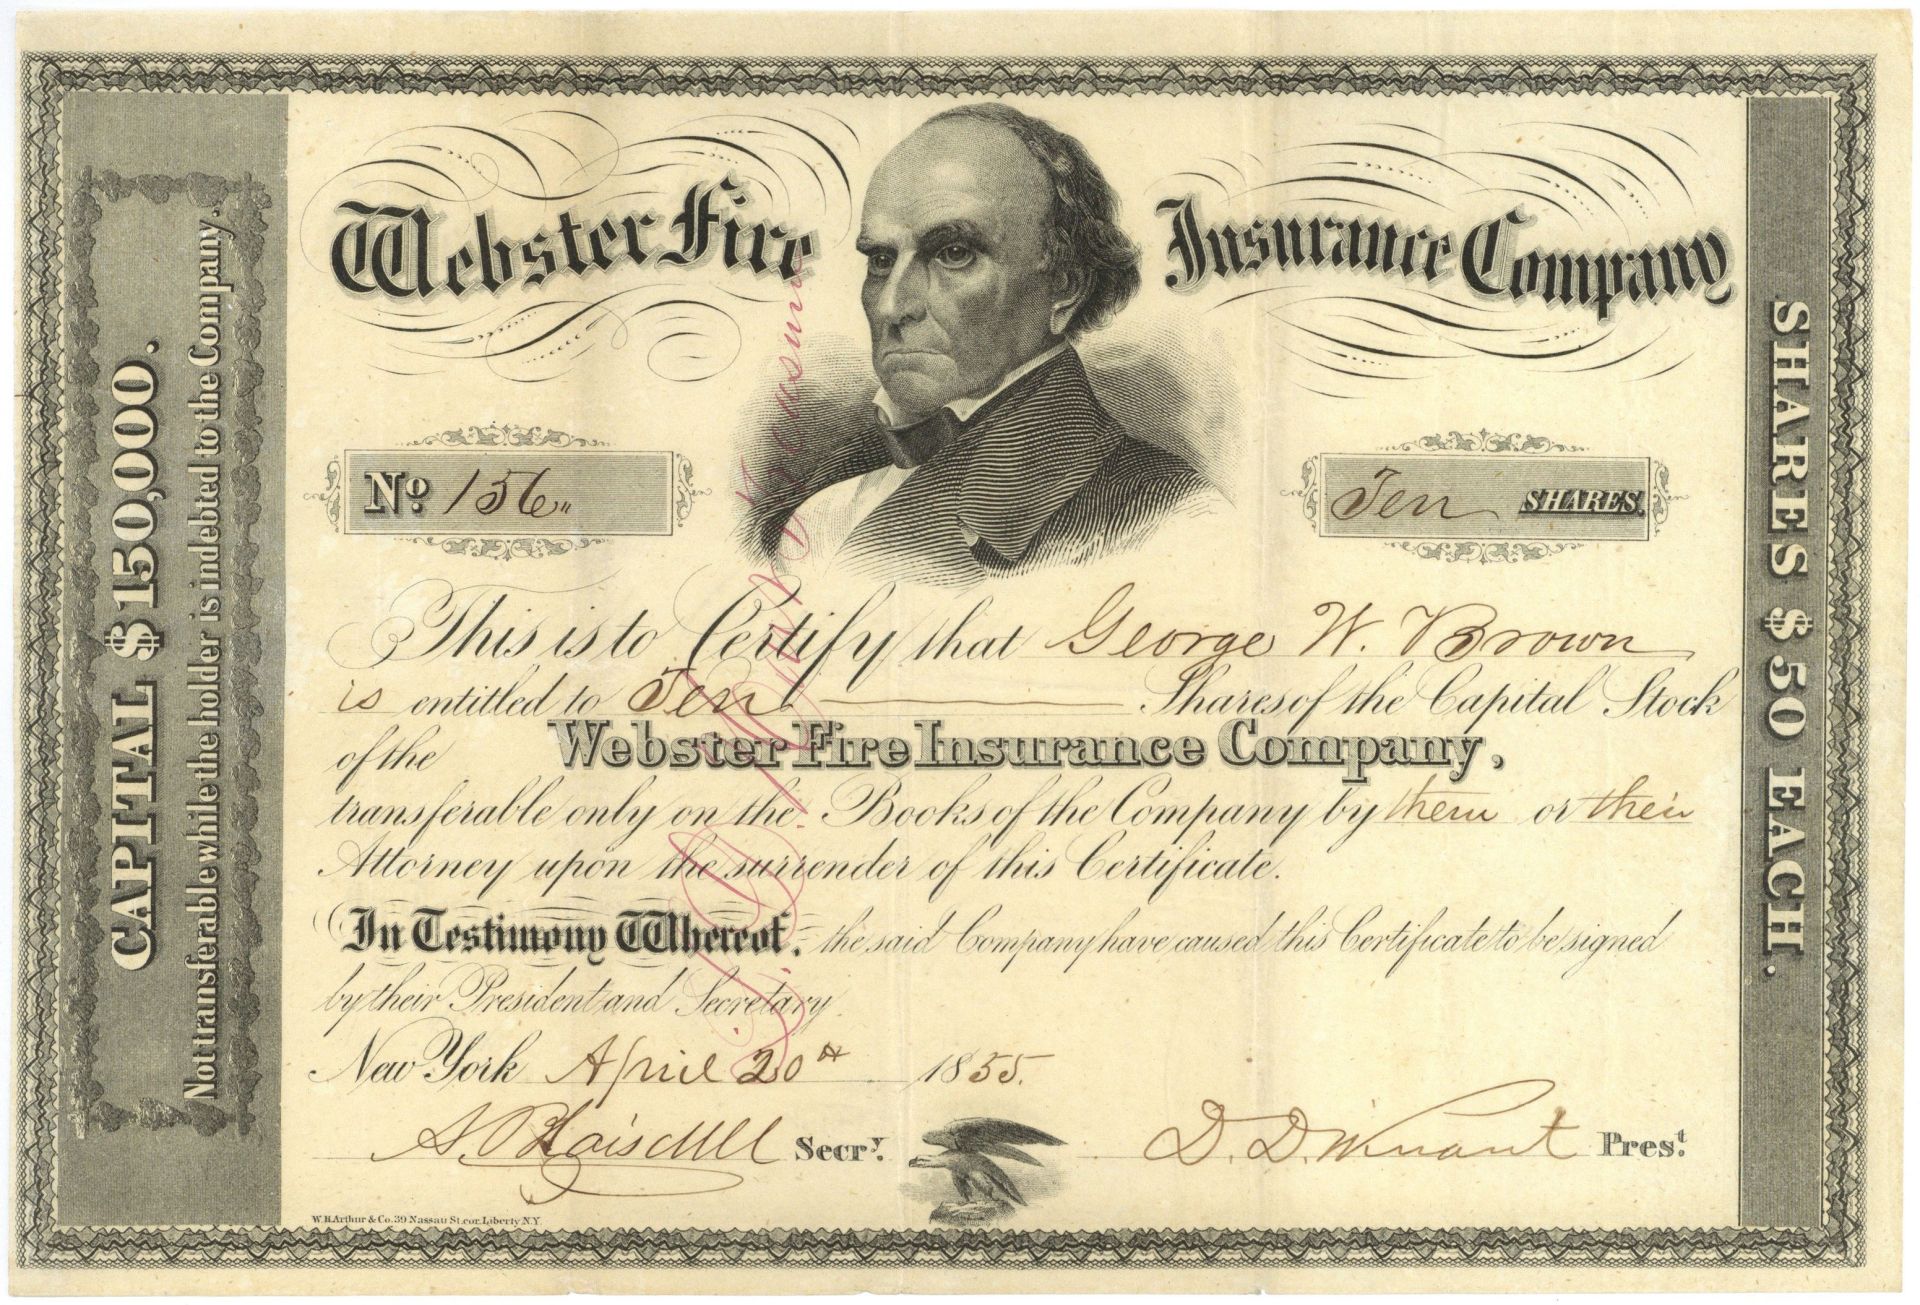 Webster Fire Insurance Company
No. 156
Ten SHARES.
This is to Certify that George W. Brown
is entitled to Ten Shares of the Capital Stock
of the Webster Fire Insurance Company,
transferable only on the Books of the Company by them or their
Attorney upon the surrender of this Certificate.
In Testimony Whereof, the said Company have caused this Certificate to be signed
by their President and Secretary.
New York April 20th 1855.
Secry.
D. D. Winant Prest.
W. H. Arthur & Co. 39 Nassau St. cor. Liberty N.Y.
CAPITAL $150,000.
Not transferable while the holder is indebted to the Company.
SHARES $50 EACH.